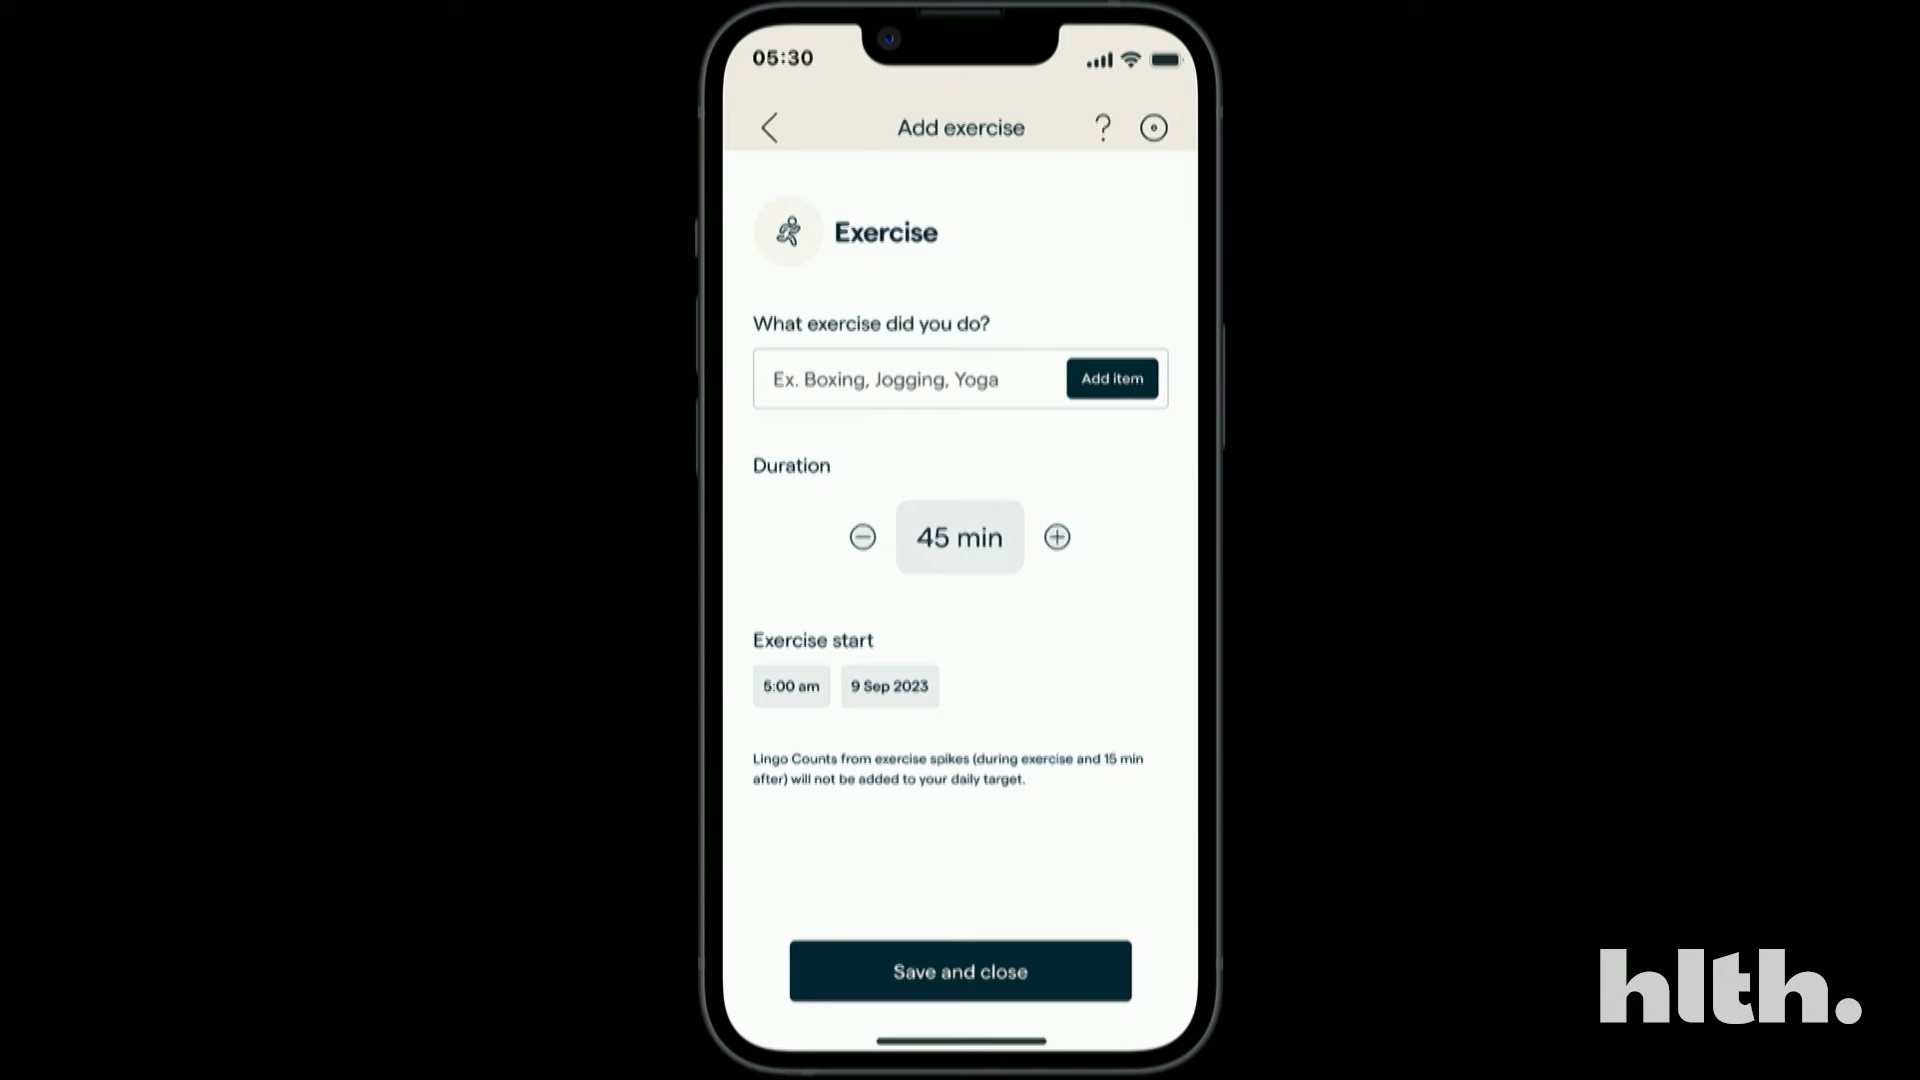 05:30
Add exercise ?
Exercise
What exercise did you do?
Ex. Boxing, Jogging, Yoga Add item
Duration
45 min
Exercise start
5:00 am 9 Sep 2023
Lingo Counts from exercise spikes (during exercise and 15 min
after) will not be added to your daily target.
Save and close
hlth.